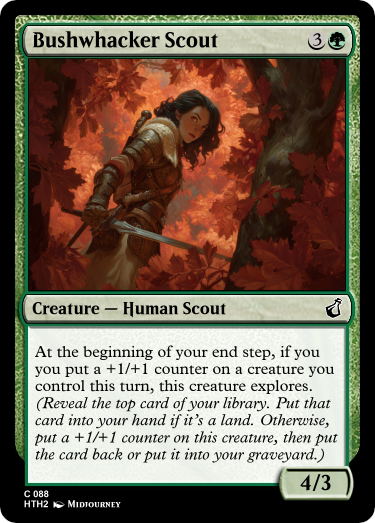 Bushwhacker Scout 3
Creature — Human Scout
At the beginning of your end step, if you
you put a +1/+1 counter on a creature you
control this turn, this creature explores.
(Reveal the top card of your library. Put that
card into your hand if it's a land. Otherwise,
put a +1/+1 counter on this creature, then put
the card back or put it into your graveyard.)
4/3
C 088
HTH2 Midjourney